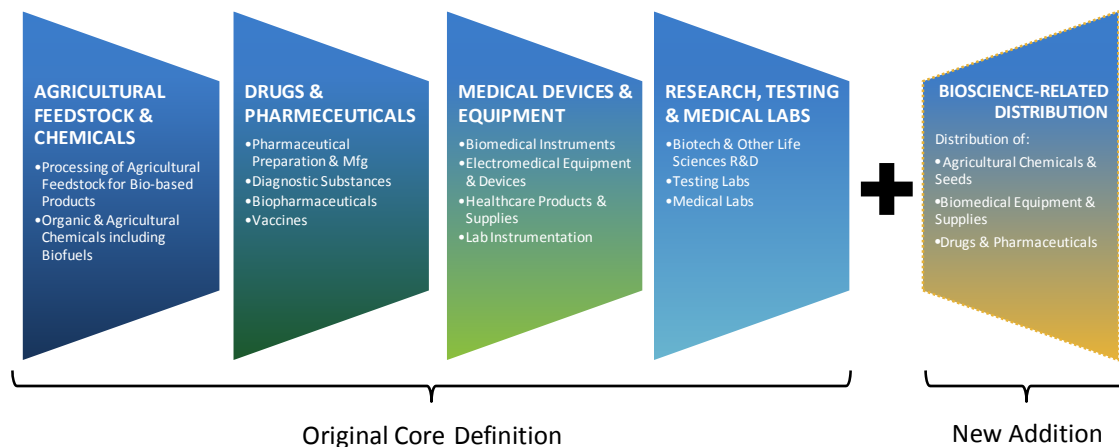 AGRICULTURAL
FEEDSTOCK &
CHEMICALS
•Processing of Agricultural
Feedstock for Bio-based
Products
•Organic & Agricultural
Chemicals including
Biofuels
DRUGS &
PHARMECEUTICALS
•Pharmaceutical
Preparation & Mfg
•Diagnostic Substances
•Biopharmaceuticals
•Vaccines
MEDICAL DEVICES &
EQUIPMENT
•Biomedical Instruments
•Electromedical Equipment
& Devices
•Healthcare Products &
Supplies
•Lab Instrumentation
RESEARCH, TESTING
& MEDICAL LABS
•Biotech & Other Life
Sciences R&D
•Testing Labs
•Medical Labs
BIOSCIENCE-RELATED
DISTRIBUTION
Distribution of:
•Agricultural Chemicals &
Seeds
•Biomedical Equipment &
Supplies
•Drugs & Pharmaceuticals
Original Core Definition
New Addition